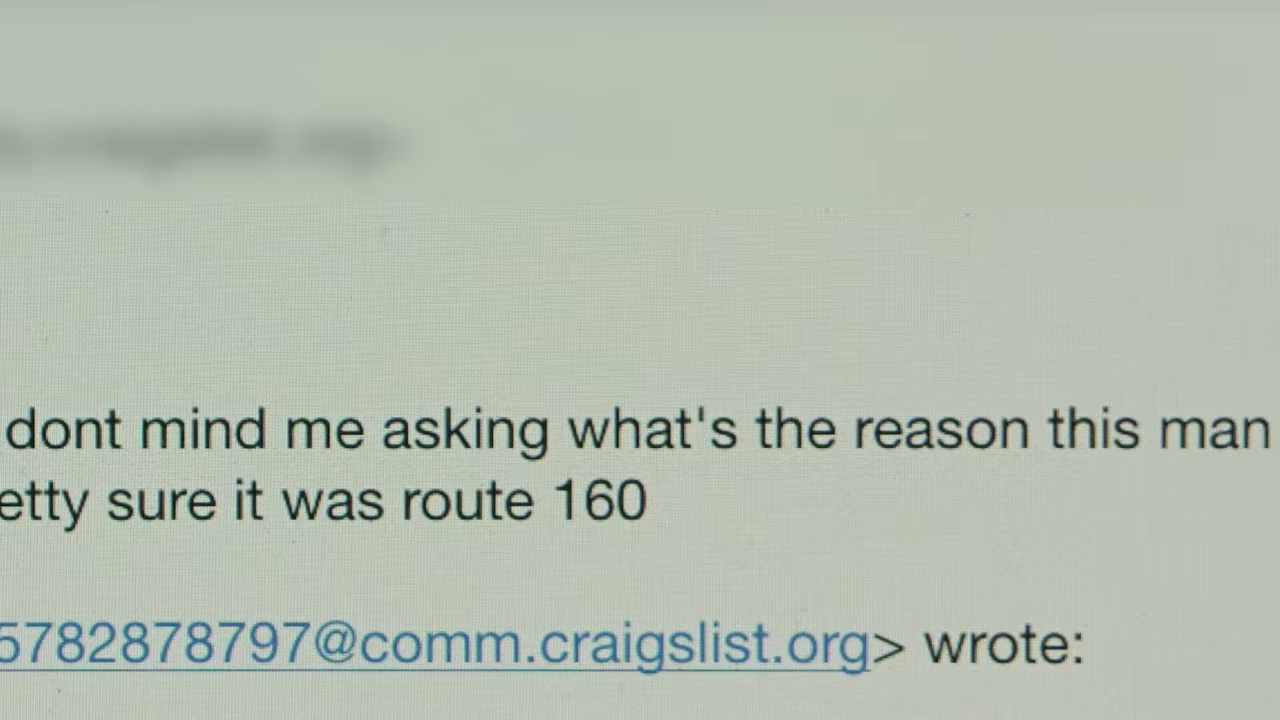 dont mind me asking what's the reason this man
etty sure it was route 160
5782878797@comm.craigslist.org> wrote: